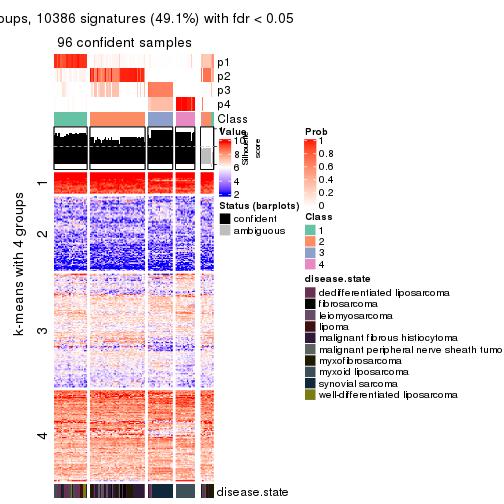 oups, 10386 signatures (49.1%) with fdr < 0.05
96 confident samples
p1
p2
p3
p4
Class
Silhouette
score
1
2
3
4
k-means with 4 groups
disease.state
Value
10
8
6
4
2
Status (barplots)
confident
ambiguous
Prob
1
0.8
0.6
0.4
0.2
0
Class
1
2
3
4
disease.state
dedifferentiated liposarcoma
fibrosarcoma
leiomyosarcoma
lipoma
malignant fibrous histiocytoma
malignant peripheral nerve sheath tumo
myxofibrosarcoma
myxoid liposarcoma
synovial sarcoma
well-differentiated liposarcoma